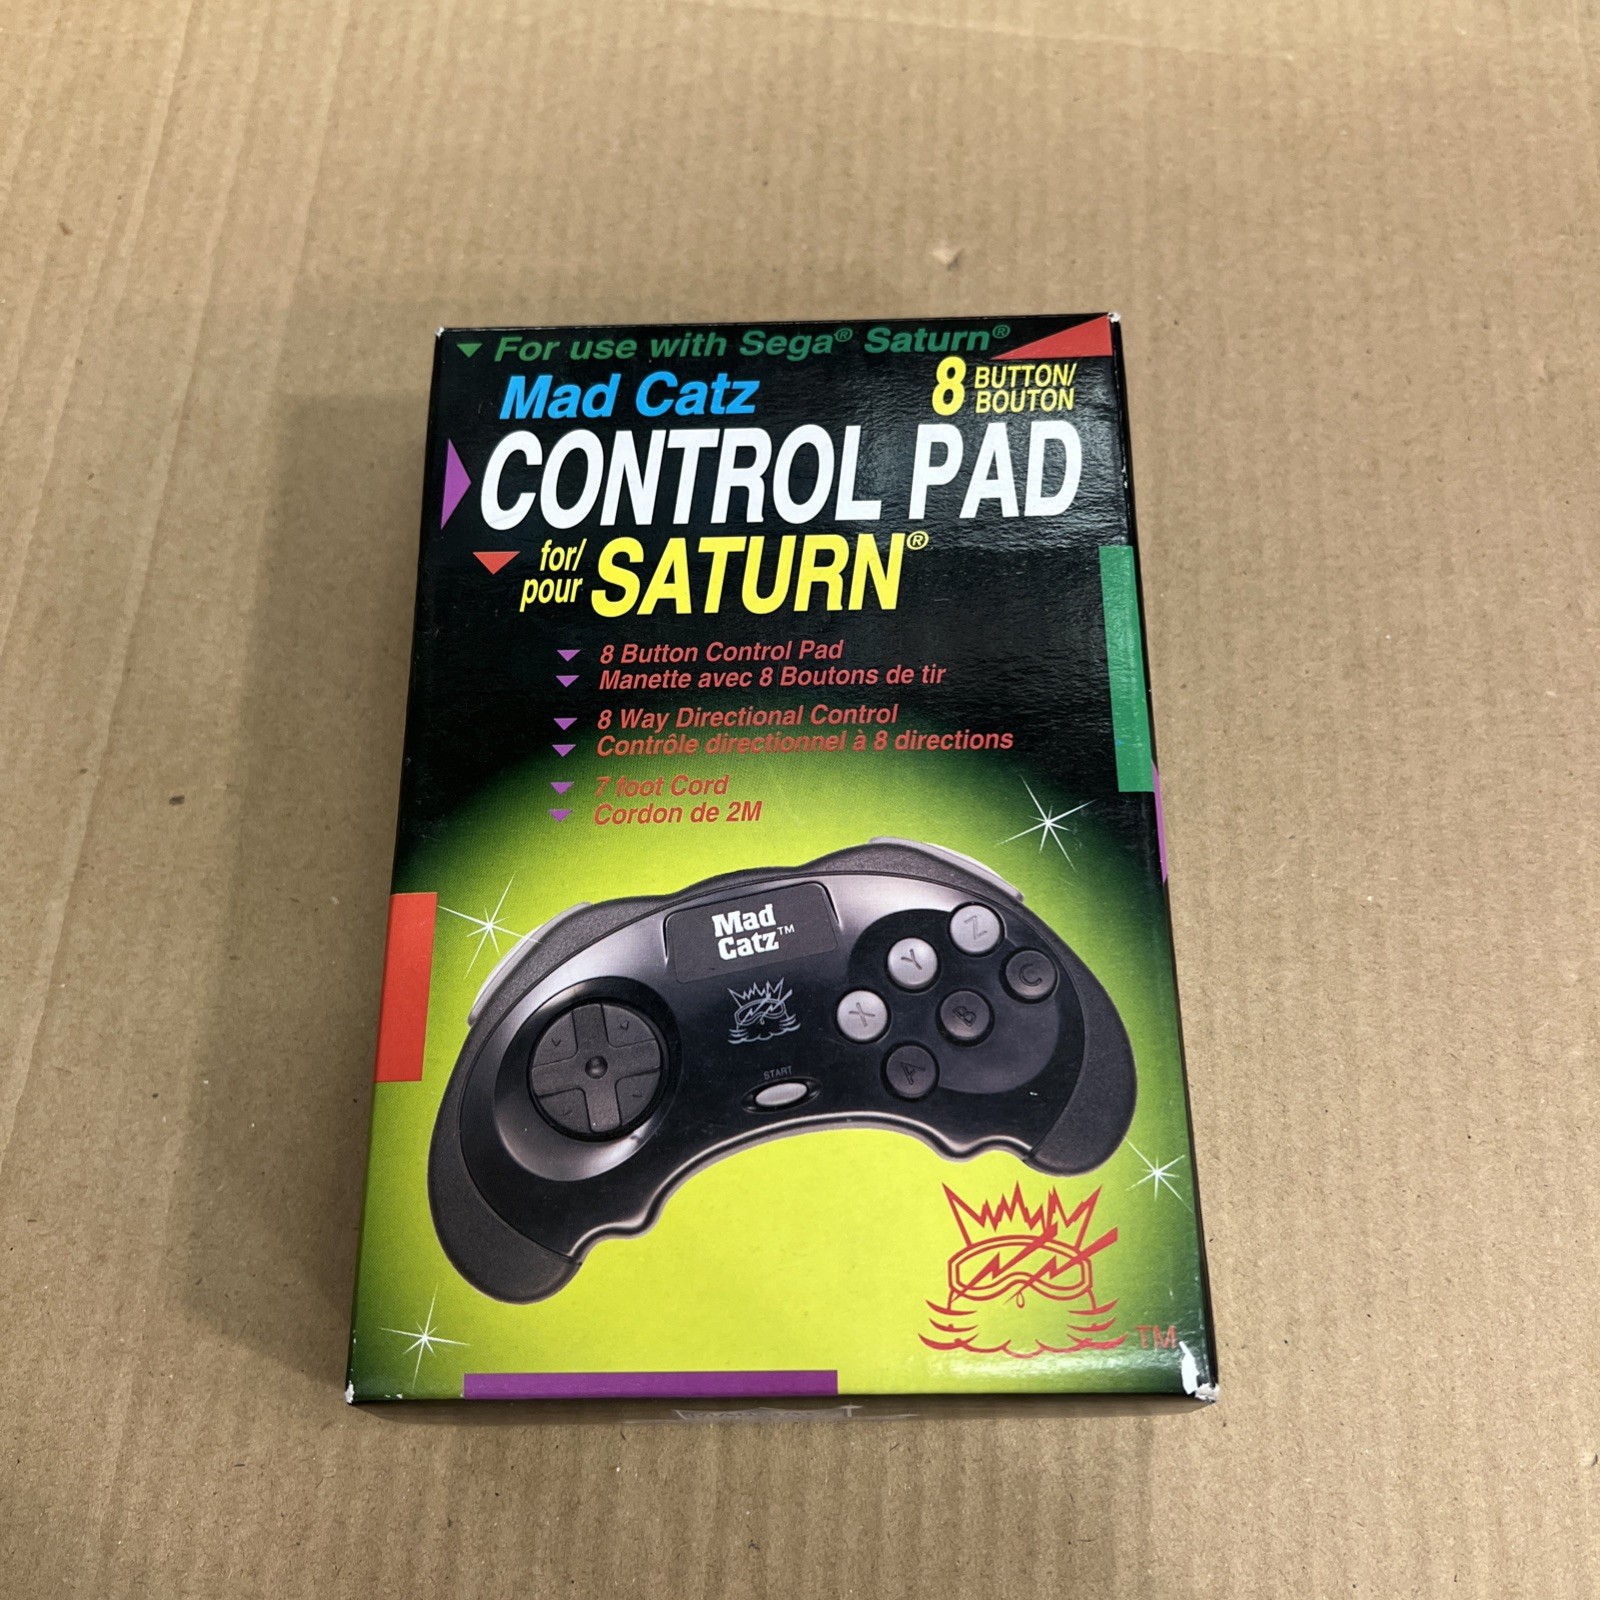 For use with Sega® Saturn®
Mad Catz
8 BUTTON/
BOUTON
CONTROL PAD
for/
pour
SATURN®
8 Button Control Pad
Manette avec 8 Boutons de tir
8 Way Directional Control
Contrôle directionnel à 8 directions
7 foot Cord
Cordon de 2M
Mad
Catz™
Z
Y
C
X
B
A
START
TM